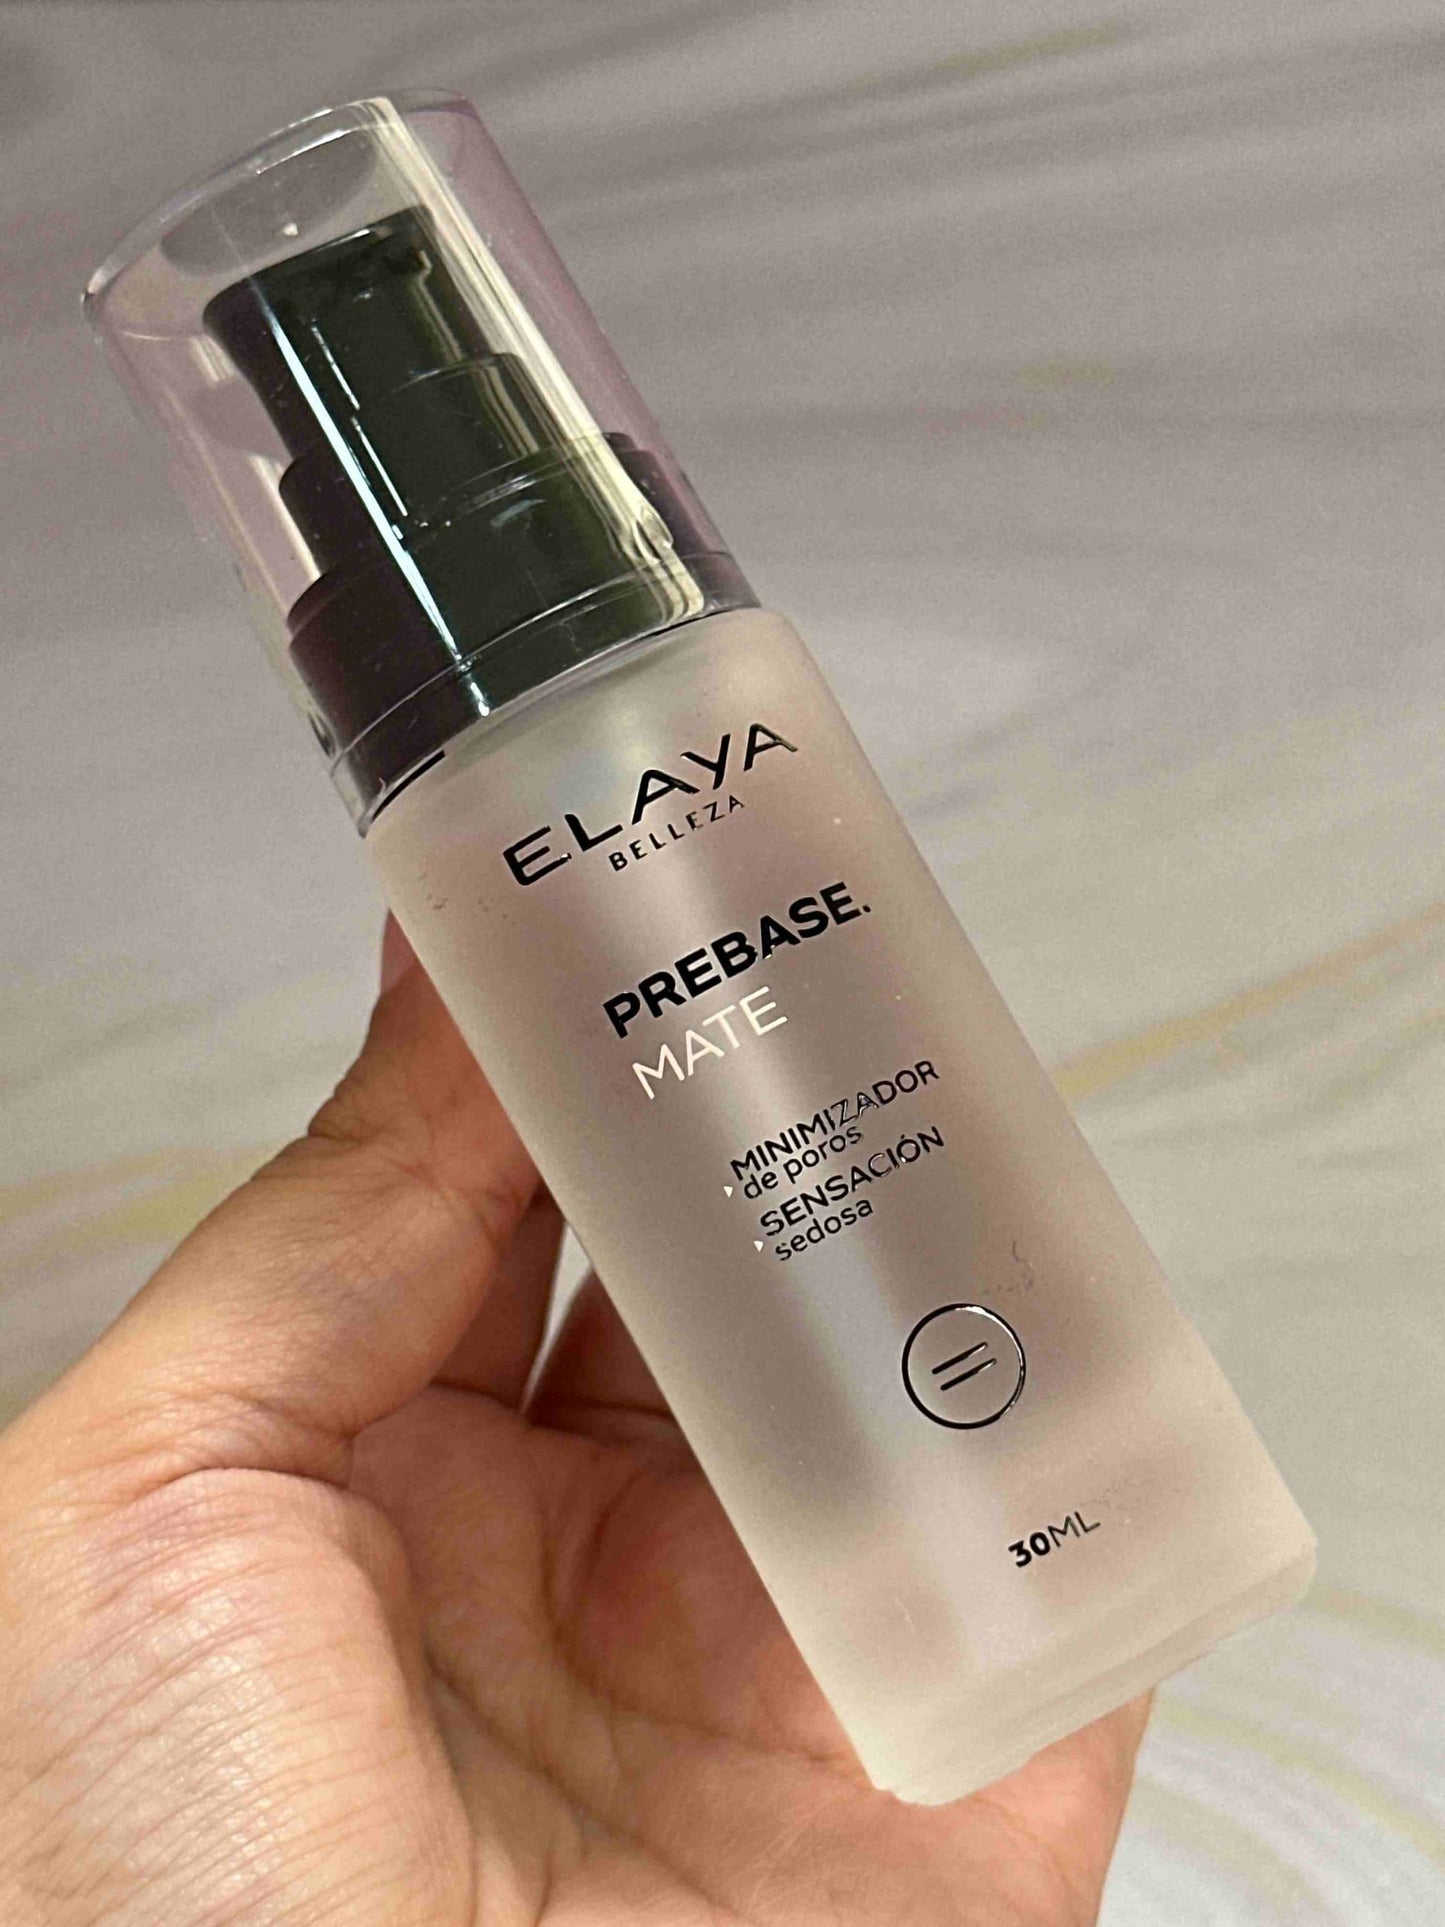 ELAYA
BELLEZA
PREBASE.
MATE
MINIMIZADOR
de poros
SENSACIÓN
sedosa
30ML